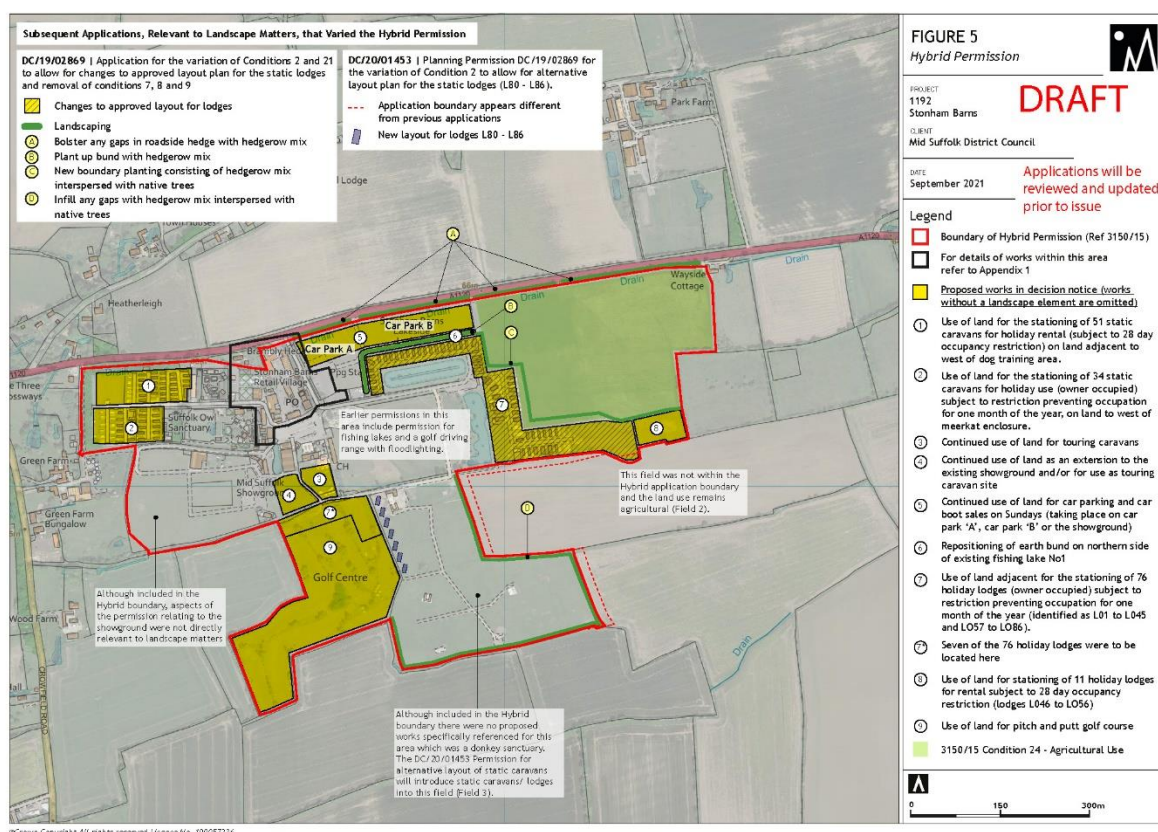 Subsequent Applications, Relevant to Landscape Matters, that Varied the Hybrid Permission
DC/19/02869 | Application for the variation of Conditions 2 and 21
to allow for changes to approved layout plan for the static lodges
and removal of conditions 7, 8 and 9
Changes to approved layout for lodges
Landscaping
A Bolster any gaps in roadside hedge with hedgerow mix
B Plant up bund with hedgerow mix
C New boundary planting consisting of hedgerow mix
interspersed with native trees
D Infill any gaps with hedgerow mix interspersed with
native trees
DC/20/01453 | Planning Permission DC/19/02869 for
the variation of Condition 2 to allow for alternative
layout plan for the static lodges (L80 - L86).
Application boundary appears different
from previous applications
New layout for lodges L80 - L86
Park Farm
Lodge
Heatherleigh
A
A1120
Drain
Drain
Wayside
Cottage
A1120
Drain
Drain
B
C
Car Park B
Lakeside
Car Park A
5
6
Stonham Barns
Retail Village
PO
1
2
Suffolk Owl
Sanctuary
7
8
Earlier permissions in this
area include permission for
fishing lakes and a golf driving
range with floodlighting.
Green Farm
Green Farm
Bungalow
CH
Mid Suffolk
Showground
3
4
7*
9
Golf Centre
This field was not within the
Hybrid application boundary
and the land use remains
agricultural (Field 2).
D
Although included in the
Hybrid boundary, aspects of
the permission relating to the
showground were not directly
relevant to landscape matters
Wood Farm
Hall
Drain
Although included in the Hybrid
boundary there were no proposed
works specifically referenced for this
area which was a donkey sanctuary.
The DC/20/01453 Permission for
alternative layout of static caravans
will introduce static caravans/ lodges
into this field (Field 3).
FIGURE 5
Hybrid Permission
PROJECT
1192
Stonham Barns
DRAFT
CLIENT
Mid Suffolk District Council
DATE
September 2021
Applications will be
reviewed and updated
prior to issue
Legend
Boundary of Hybrid Permission (Ref 3150/15)
For details of works within this area
refer to Appendix 1
Proposed works in decision notice (works
without a landscape element are omitted)
1 Use of land for the stationing of 51 static
caravans for holiday rental (subject to 28 day
occupancy restriction) on land adjacent to
west of dog training area.
2 Use of land for the stationing of 34 static
caravans for holiday use (owner occupied)
subject to restriction preventing occupation
for one month of the year, on land to west of
meerkat enclosure.
3 Continued use of land for touring caravans
4 Continued use of land as an extension to the
existing showground and/or for use as touring
caravan site
5 Continued use of land for car parking and car
boot sales on Sundays (taking place on car
park 'A', car park 'B' or the showground)
6 Repositioning of earth bund on northern side
of existing fishing lake No1
7 Use of land adjacent for the stationing of 76
holiday lodges (owner occupied) subject to
restriction preventing occupation for one
month of the year (identified as L01 to L045
and LO57 to LO86).
7* Seven of the 76 holiday lodges were to be
located here
8 Use of land for stationing of 11 holiday lodges
for rental subject to 28 day occupancy
restriction (lodges L046 to LO56)
9 Use of land for pitch and putt golf course
3150/15 Condition 24 - Agricultural Use
0 150 300m